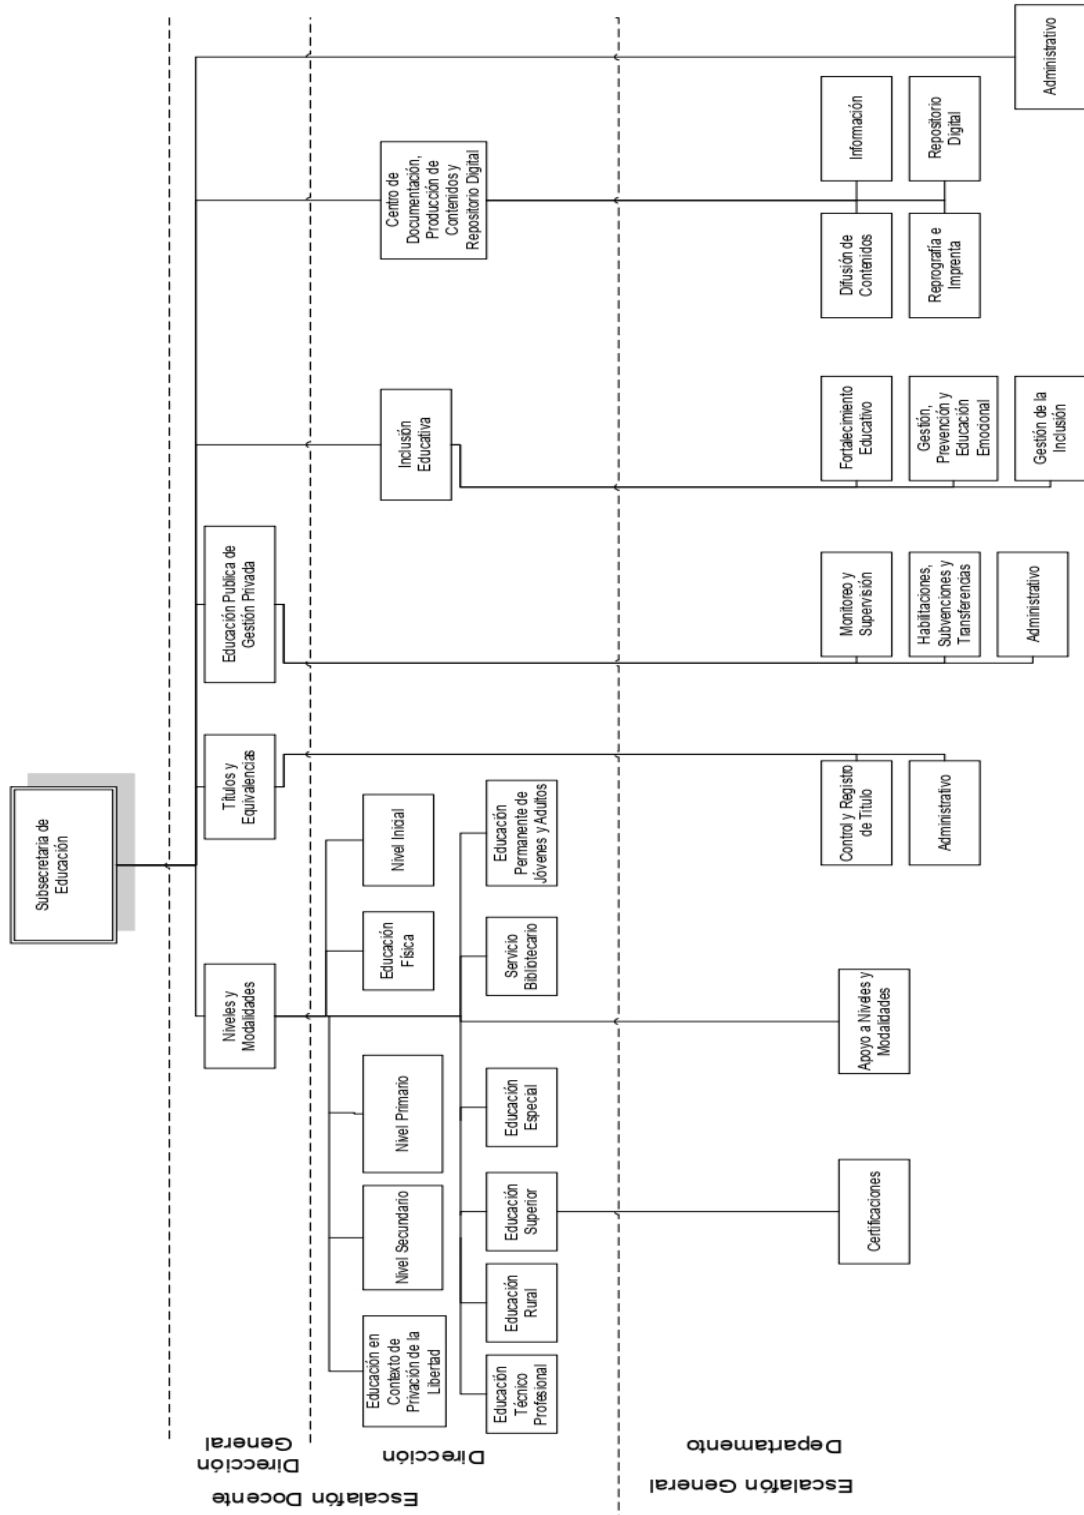 Subsecretaria de
Educación
Escalafón Docente
Dirección
General
Niveles y
Modalidades
Títulos y
Equivalencias
Educación Publica de
Gestión Privada
Dirección
Educación en
Contexto de
Privación de la
Libertad
Nivel Secundario
Nivel Primario
Educación
Física
Nivel Inicial
Inclusión
Educativa
Centro de
Documentación,
Producción de
Contenidos y
Repositorio Digital
Educación
Técnico
Profesional
Educación
Rural
Educación
Superior
Educación
Especial
Servicio
Bibliotecario
Educación
Permanente de
Jóvenes y Adultos
Escalafón General
Departamento
Certificaciones
Apoyo a Niveles y
Modalidades
Control y Registro
de Titulo
Administrativo
Monitoreo y
Supervisión
Habilitaciones,
Subvenciones y
Transferencias
Administrativo
Fortalecimiento
Educativo
Gestión,
Prevención y
Educación
Emocional
Gestión de la
Inclusión
Difusión de
Contenidos
Información
Reprografía e
Imprenta
Repositorio
Digital
Administrativo